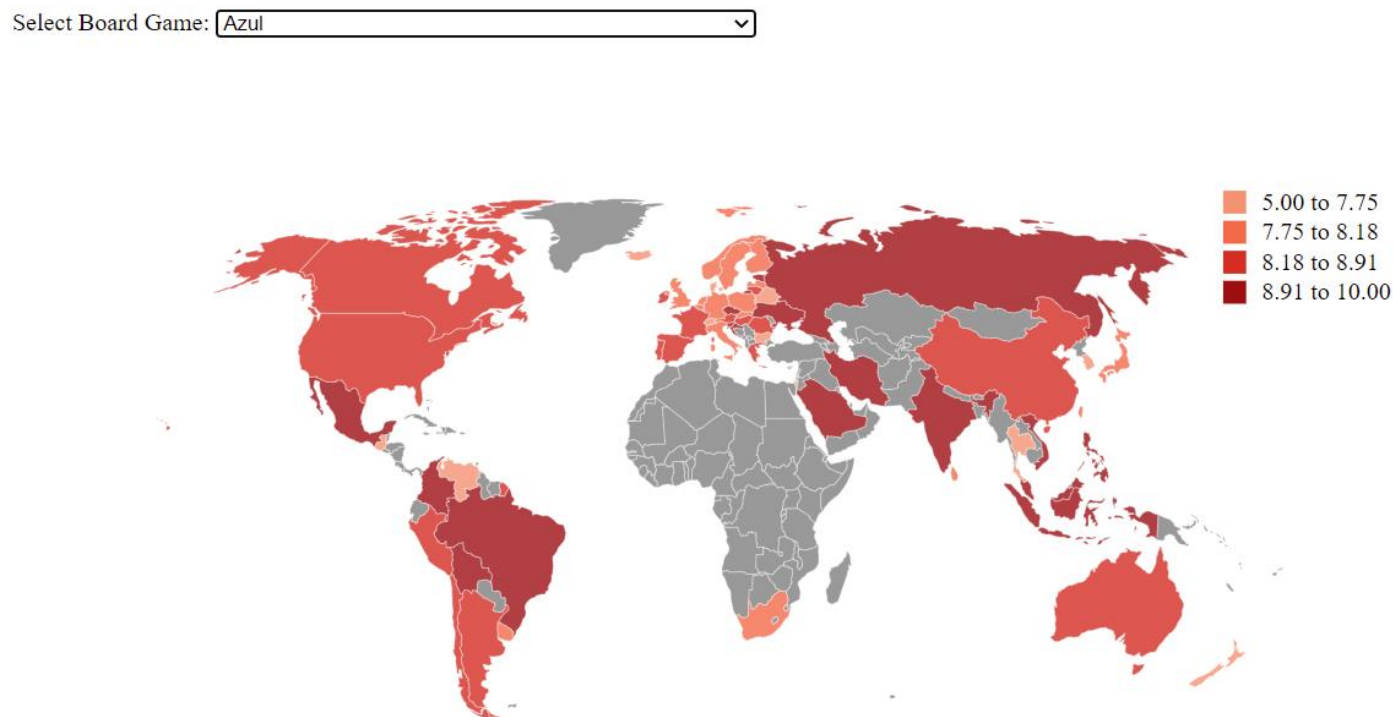 Select Board Game: Azul
5.00 to 7.75
7.75 to 8.18
8.18 to 8.91
8.91 to 10.00